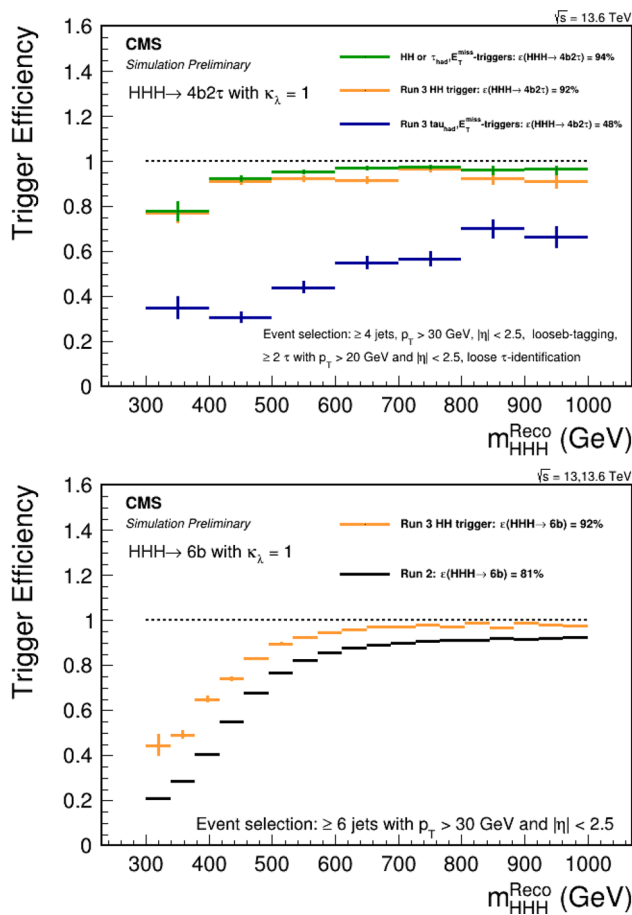 √s = 13.6 TeV
CMS
Simulation Preliminary
HHH→ 4b2τ with κλ = 1
HH or τhad,ETmiss-triggers: ε(HHH→ 4b2τ) = 94%
Run 3 HH trigger: ε(HHH→ 4b2τ) = 92%
Run 3 tauhad,ETmiss-triggers: ε(HHH→ 4b2τ) = 48%
Trigger Efficiency
1.6
1.4
1.2
1
0.8
0.6
0.4
0.2
0
Event selection: ≥ 4 jets, pT > 30 GeV, |η| < 2.5, looseb-tagging,
≥ 2 τ with pT > 20 GeV and |η| < 2.5, loose τ-identification
300 400 500 600 700 800 900 1000
mHHHReco (GeV)
√s = 13,13.6 TeV
CMS
Simulation Preliminary
HHH→ 6b with κλ = 1
Run 3 HH trigger: ε(HHH→ 6b) = 92%
Run 2: ε(HHH→ 6b) = 81%
Trigger Efficiency
1.6
1.4
1.2
1
0.8
0.6
0.4
0.2
0
Event selection: ≥ 6 jets with pT > 30 GeV and |η| < 2.5
300 400 500 600 700 800 900 1000
mHHHReco (GeV)